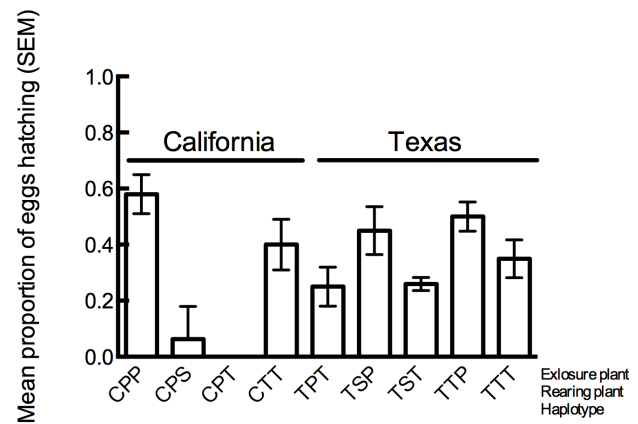 Mean proportion of eggs hatching (SEM)
1.0
0.8
0.6
0.4
0.2
0.0
California
Texas
CPP
CPS
CPT
CTT
TPT
TSP
TST
TTP
TTT
Exlosure plant
Rearing plant
Haplotype